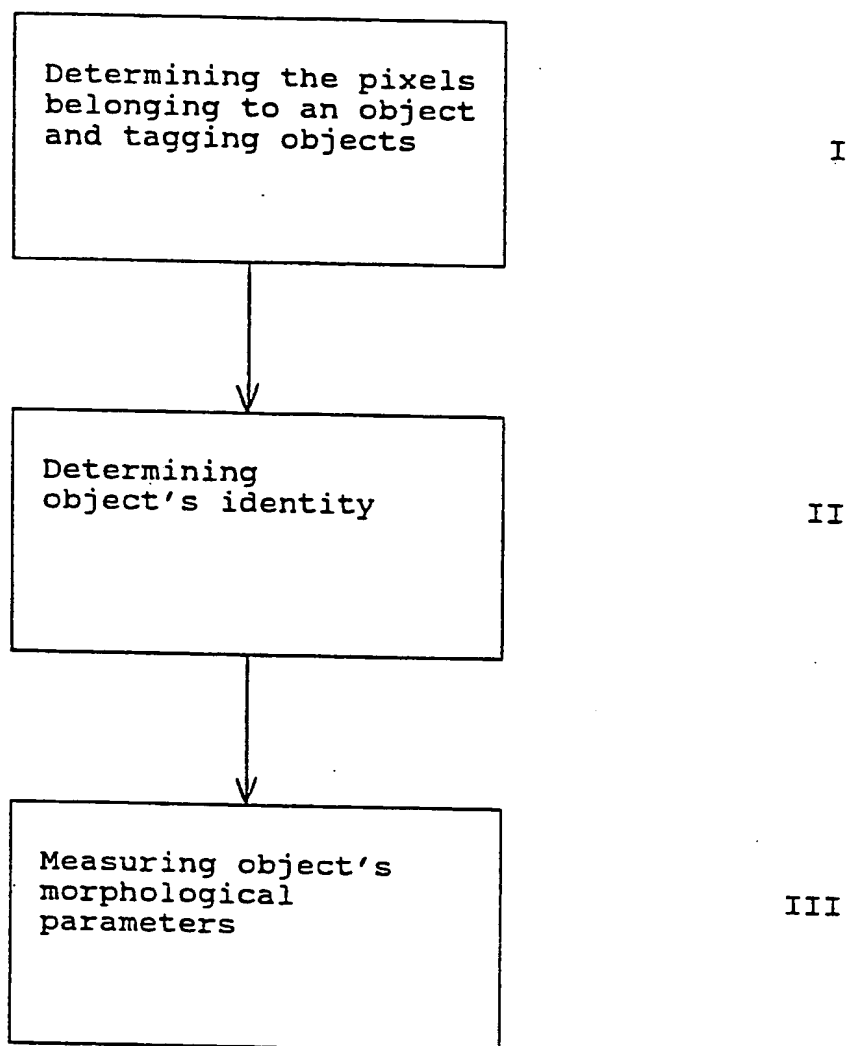 Determining the pixels
belonging to an object
and tagging objects
I
Determining
object's identity
II
Measuring object's
morphological
parameters
III